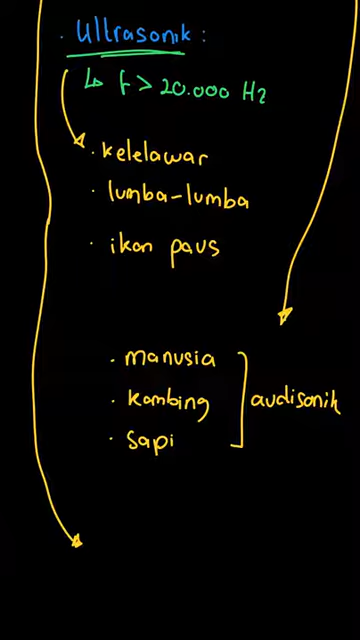 · Ultrasonik :
↳ f > 20.000 Hz
· kelelawar
· lumba-lumba
· ikan paus
· manusia
· kambing
· sapi
audisonik